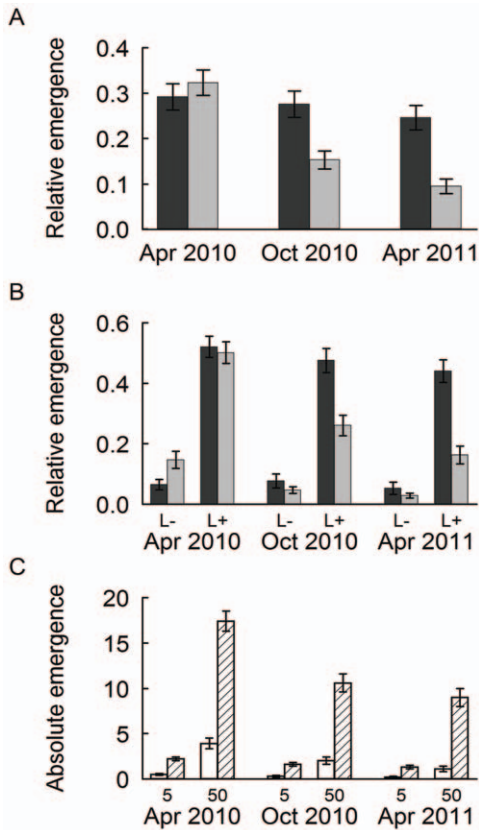 A
Relative emergence
0.4
0.3
0.2
0.1
0.0
Apr 2010 Oct 2010 Apr 2011
B
Relative emergence
0.6
0.4
0.2
0.0
L- L+ L- L+ L- L+
Apr 2010 Oct 2010 Apr 2011
C
Absolute emergence
20
15
10
5
0
5 50 5 50 5 50
Apr 2010 Oct 2010 Apr 2011